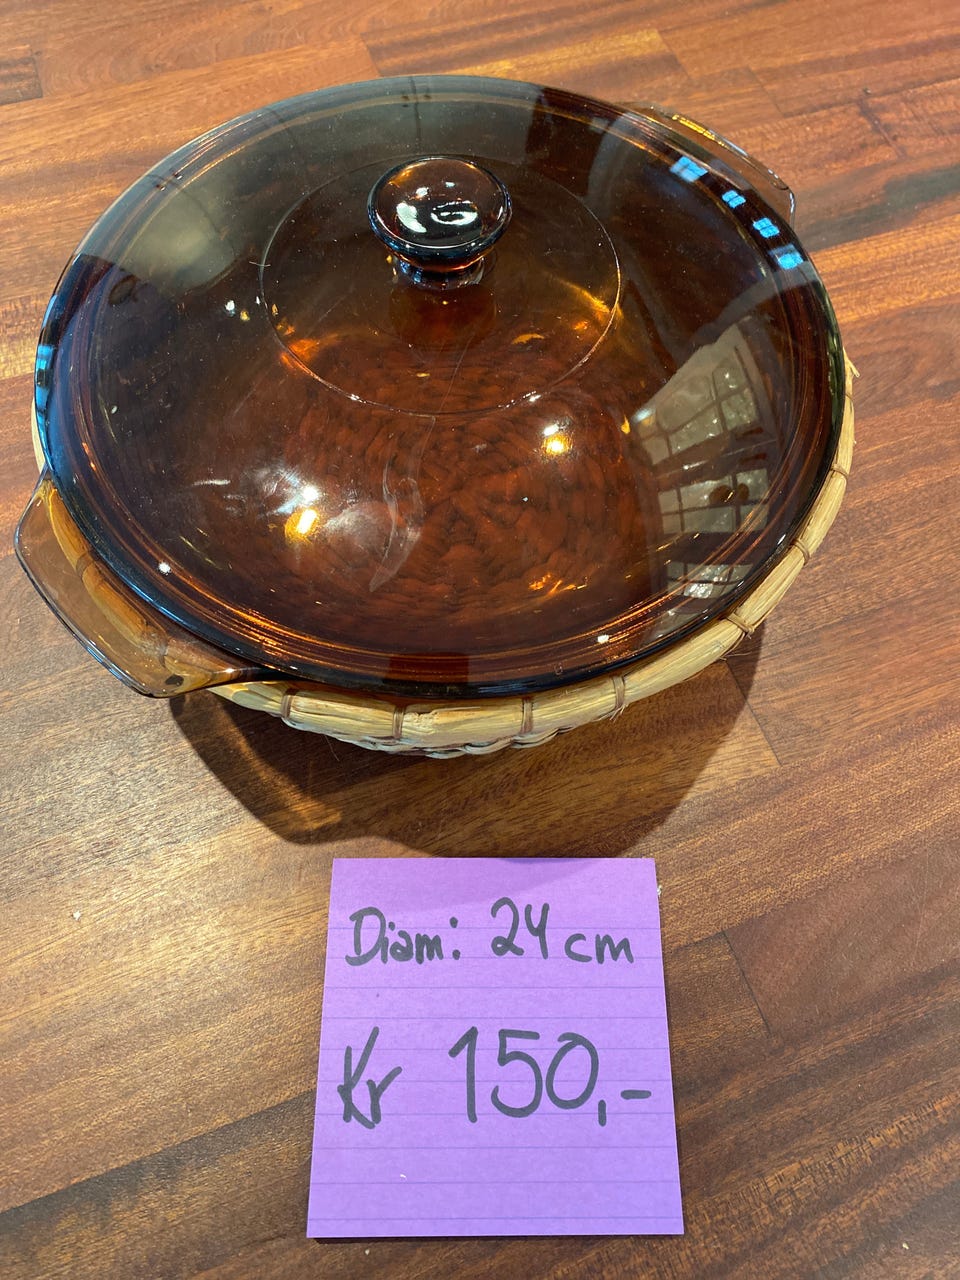 Diam: 24 cm
Kr 150,-